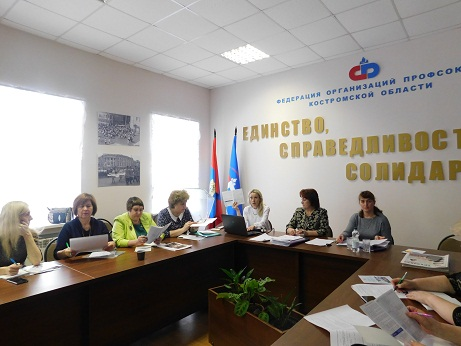 ФЕДЕРАЦИЯ ОРГАНИЗАЦИЙ ПРОФСОЮ
КОСТРОМСКОЙ ОБЛАСТИ
ЕДИНСТВО,
СПРАВЕДЛИВОСТ
СОЛИДАР